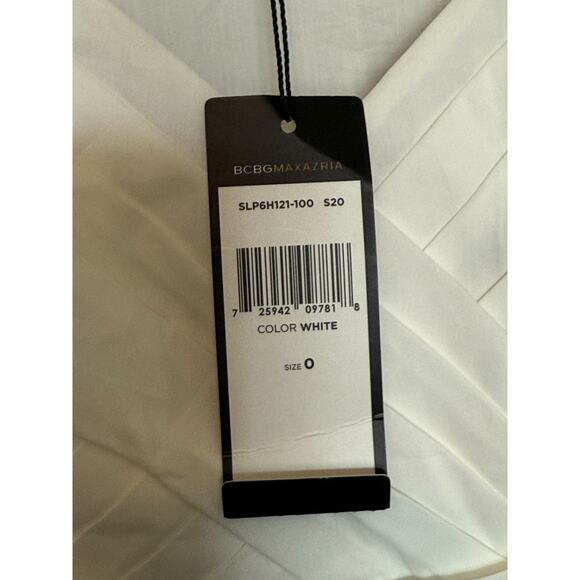 BCBGMAXAZRIA
SLP6H121-100 S20
7 25942 09781 8
COLOR WHITE
SIZE 0